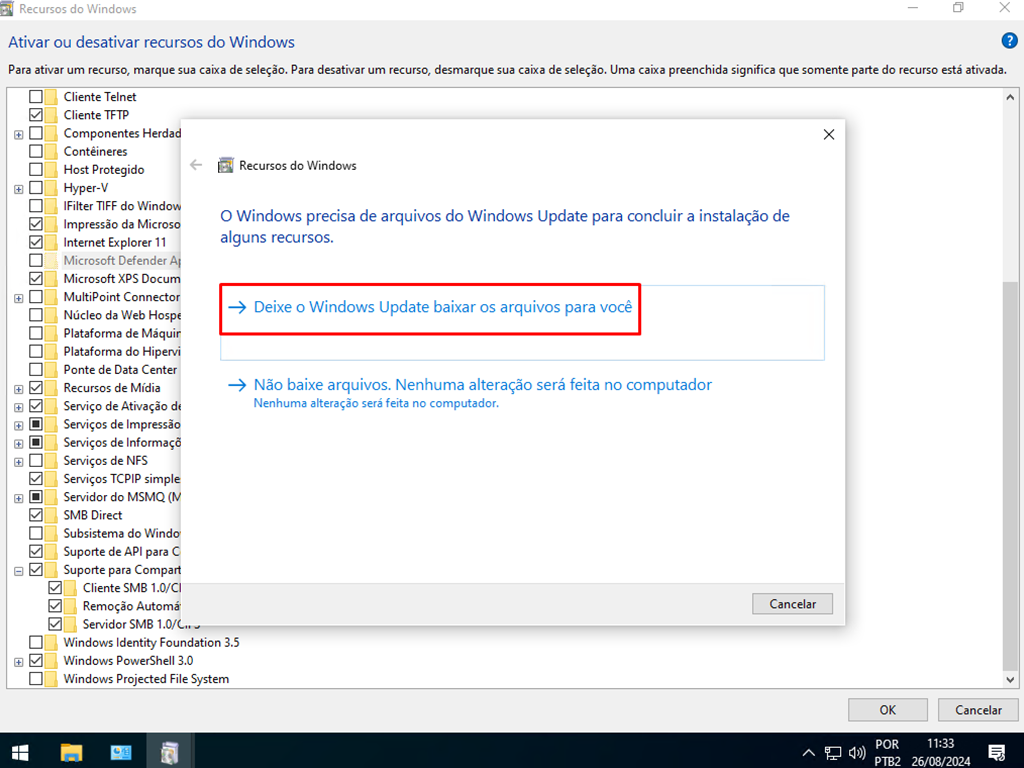 Recursos do Windows
Ativar ou desativar recursos do Windows
Para ativar um recurso, marque sua caixa de seleção. Para desativar um recurso, desmarque sua caixa de seleção. Uma caixa preenchida significa que somente parte do recurso está ativada.
Cliente Telnet
Cliente TFTP
Componentes Herdad
Contêineres
Host Protegido
Hyper-V
IFilter TIFF do Window
Impressão da Microso
Internet Explorer 11
Microsoft Defender Ap
Microsoft XPS Docum
MultiPoint Connector
Núcleo da Web Hospe
Plataforma de Máquin
Plataforma do Hipervi
Ponte de Data Center
Recursos de Mídia
Serviço de Ativação de
Serviços de Impressão
Serviços de Informaçõ
Serviços de NFS
Serviços TCPIP simple
Servidor do MSMQ (M
SMB Direct
Subsistema do Windo
Suporte de API para C
Suporte para Compart
Cliente SMB 1.0/CI
Remoção Automát
Servidor SMB 1.0/CIFS
Windows Identity Foundation 3.5
Windows PowerShell 3.0
Windows Projected File System
Recursos do Windows
O Windows precisa de arquivos do Windows Update para concluir a instalação de
alguns recursos.
Deixe o Windows Update baixar os arquivos para você
Não baixe arquivos. Nenhuma alteração será feita no computador
Nenhuma alteração será feita no computador.
Cancelar
OK
Cancelar
POR
PTB2
11:33
26/08/2024